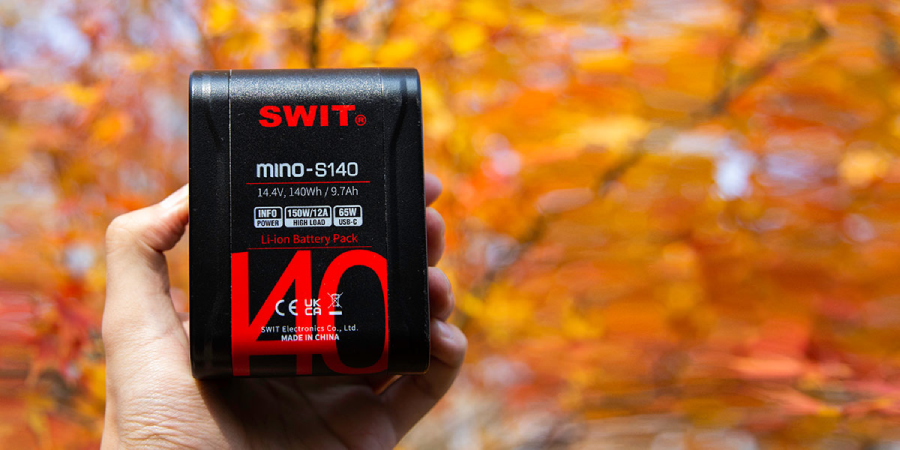 SWIT®
mino-S140
14.4V, 140Wh / 9.7Ah
INFO 150W/12A 65W
POWER HIGH LOAD USB-C
Li-ion Battery Pack
140
CE UK CA
SWIT Electronics Co., Ltd.
MADE IN CHINA